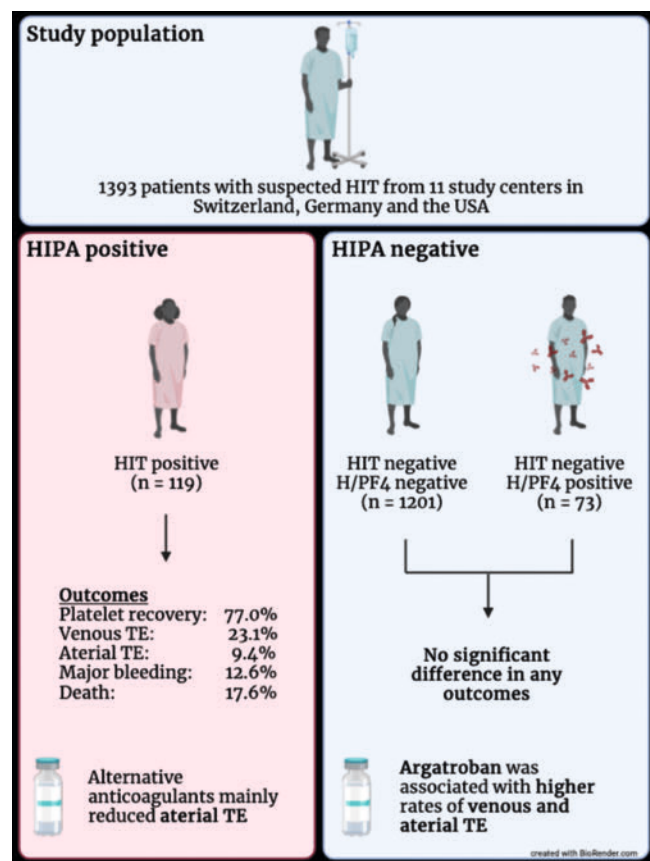 Study population
1393 patients with suspected HIT from 11 study centers in
Switzerland, Germany and the USA
HIPA positive
HIT positive
(n = 119)
Outcomes
Platelet recovery: 77.0%
Venous TE: 23.1%
Aterial TE: 9.4%
Major bleeding: 12.6%
Death: 17.6%
Alternative
anticoagulants mainly
reduced aterial TE
HIPA negative
HIT negative
H/PF4 negative
(n = 1201)
HIT negative
H/PF4 positive
(n = 73)
No significant
difference in any
outcomes
Argatroban was
associated with higher
rates of venous and
aterial TE
created with BioRender.com